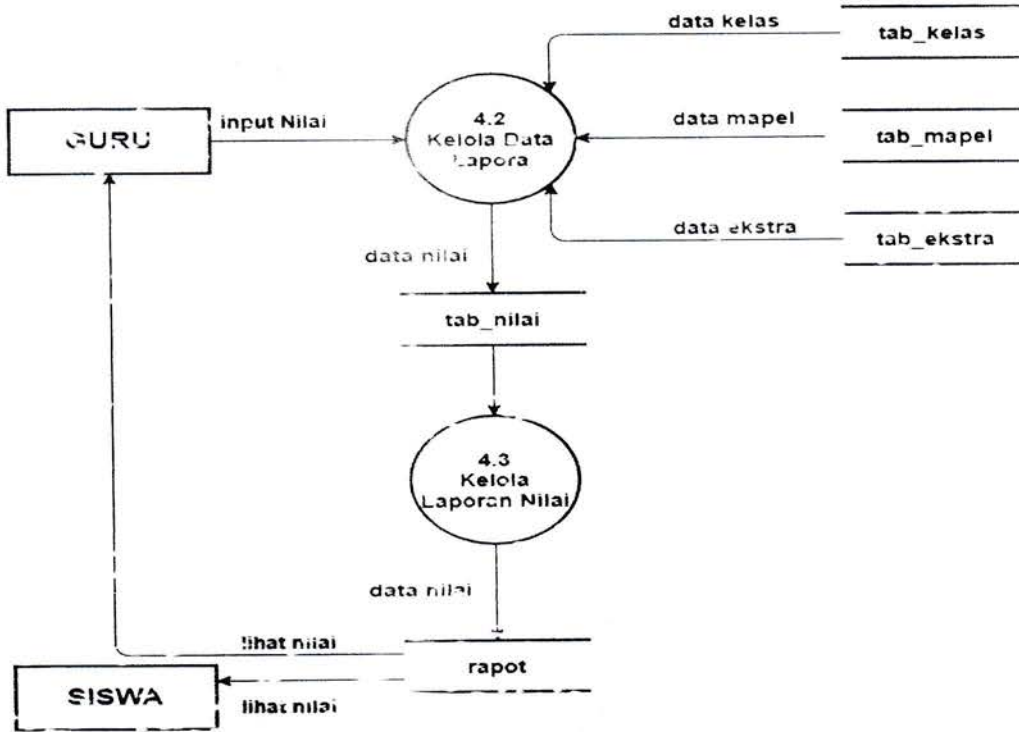 data kelas
tab_kelas
GURU
input Nilai
4.2
Kelola Data
Lapora
data mapel
tab_mapel
data ekstra
tab_ekstra
data nilai
tab_nilai
4.3
Kelola
Laporan Nilai
data nilai
lihat nilai
rapot
SISWA
lihat nilai